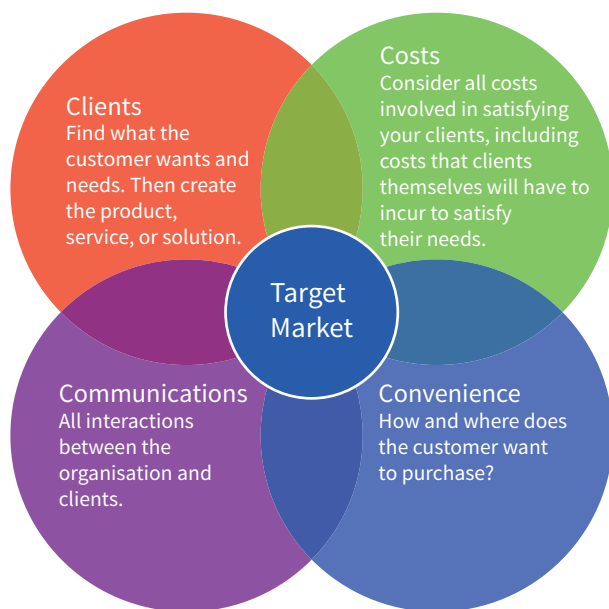 Clients
Find what the
customer wants and
needs. Then create
the product,
service, or solution.
Costs
Consider all costs
involved in satisfying
your clients, including
costs that clients
themselves will have to
incur to satisfy
their needs.
Target
Market
Communications
All interactions
between the
organisation and
clients.
Convenience
How and where does
the customer want
to purchase?